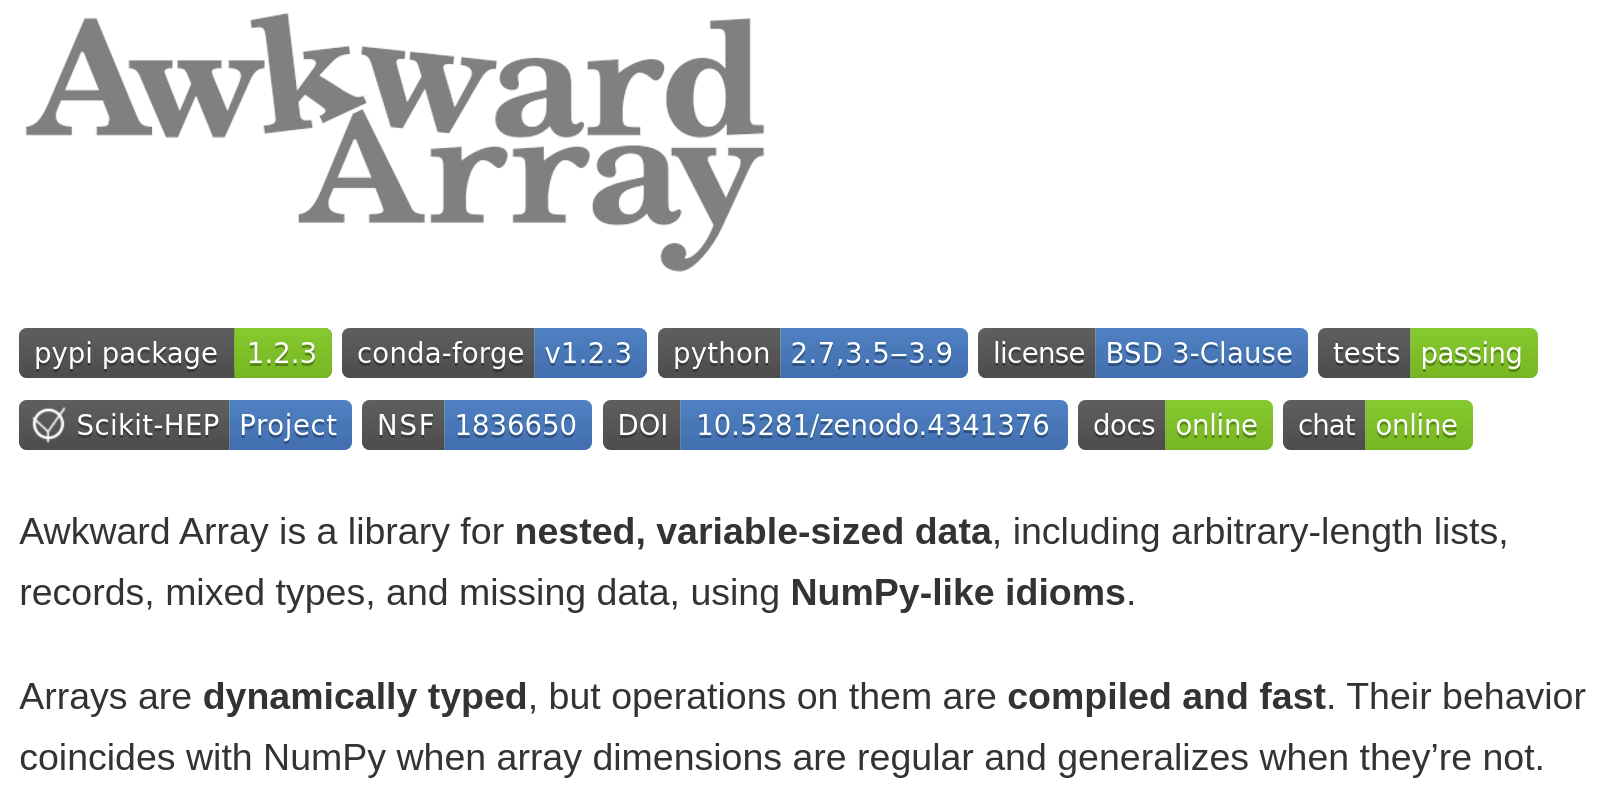 Awkward
Array
pypi package 1.2.3 conda-forge v1.2.3 python 2.7,3.5–3.9 license BSD 3-Clause tests passing
Scikit-HEP Project NSF 1836650 DOI 10.5281/zenodo.4341376 docs online chat online
Awkward Array is a library for nested, variable-sized data, including arbitrary-length lists,
records, mixed types, and missing data, using NumPy-like idioms.
Arrays are dynamically typed, but operations on them are compiled and fast. Their behavior
coincides with NumPy when array dimensions are regular and generalizes when they’re not.